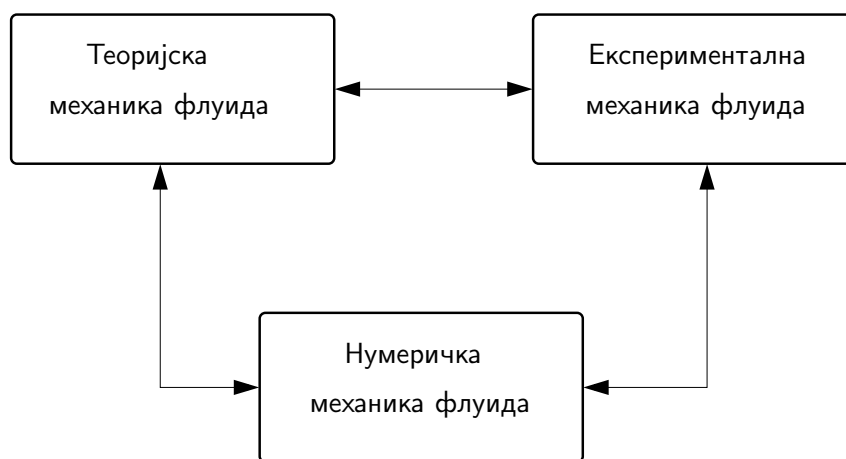 Теоријска
механика флуида
Експериментална
механика флуида
Нумеричка
механика флуида